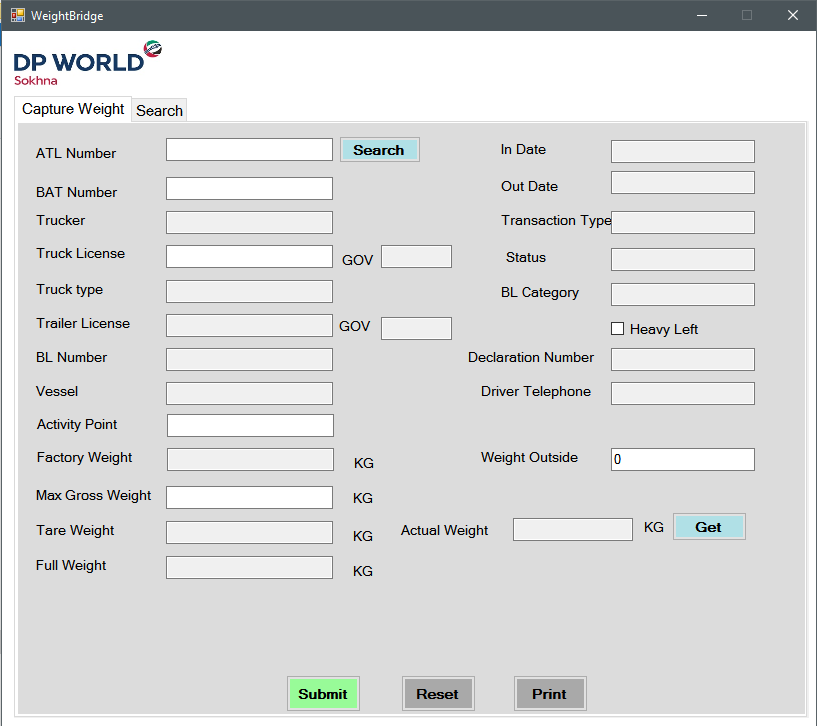 WeightBridge
DP WORLD
Sokhna
Capture Weight Search
ATL Number Search In Date
BAT Number Out Date
Trucker Transaction Type
Truck License GOV Status
Truck type BL Category
Trailer License GOV Heavy Left
BL Number Declaration Number
Vessel Driver Telephone
Activity Point
Factory Weight KG Weight Outside 0
Max Gross Weight KG
Tare Weight KG Actual Weight KG Get
Full Weight KG
Submit Reset Print